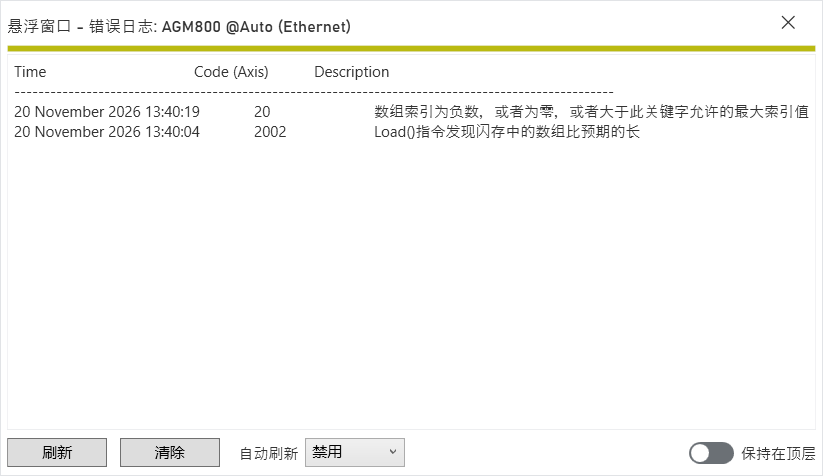 悬浮窗口 - 错误日志: AGM800 @Auto (Ethernet)
Time Code (Axis) Description
----------------------------------------------------------------------------------------------------
20 November 2026 13:40:19 20 数组索引为负数，或者为零，或者大于此关键字允许的最大索引值
20 November 2026 13:40:04 2002 Load()指令发现闪存中的数组比预期的长
刷新 清除 自动刷新 禁用 保持在顶层